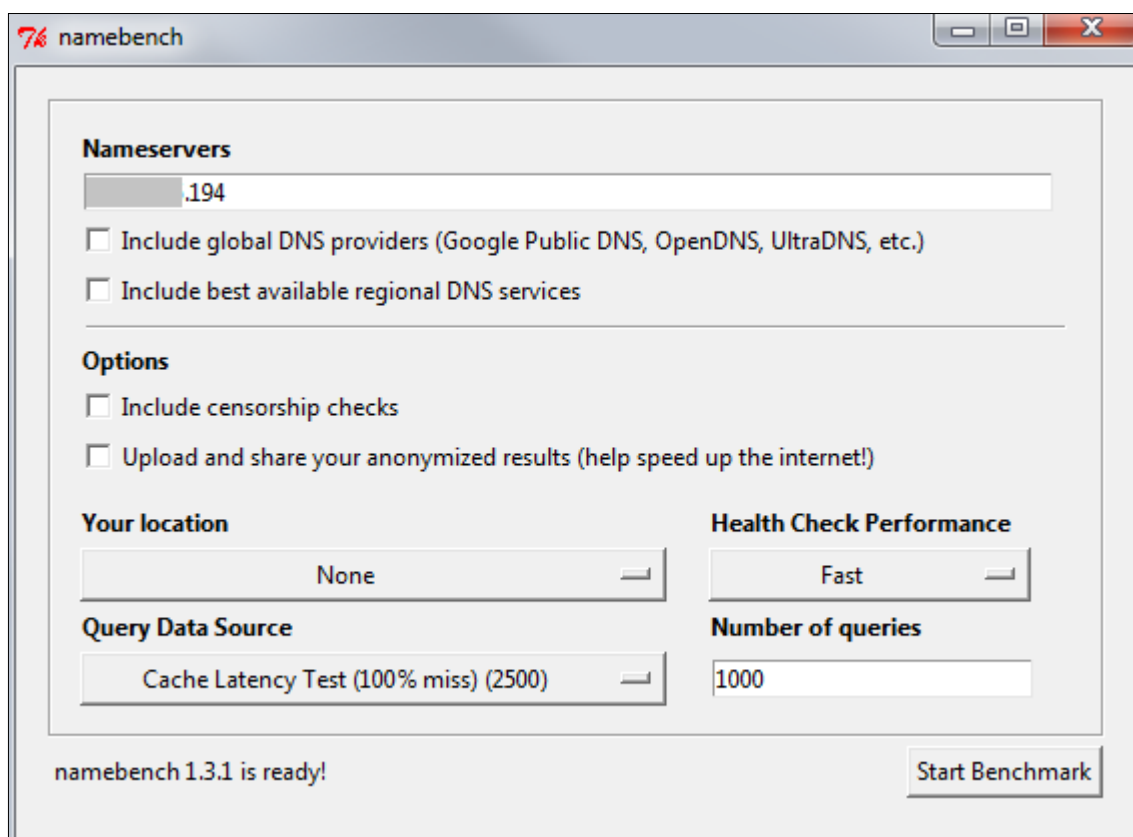 namebench
Nameservers
.194
Include global DNS providers (Google Public DNS, OpenDNS, UltraDNS, etc.)
Include best available regional DNS services
Options
Include censorship checks
Upload and share your anonymized results (help speed up the internet!)
Your location
Health Check Performance
None
Fast
Query Data Source
Number of queries
Cache Latency Test (100% miss) (2500)
1000
namebench 1.3.1 is ready!
Start Benchmark